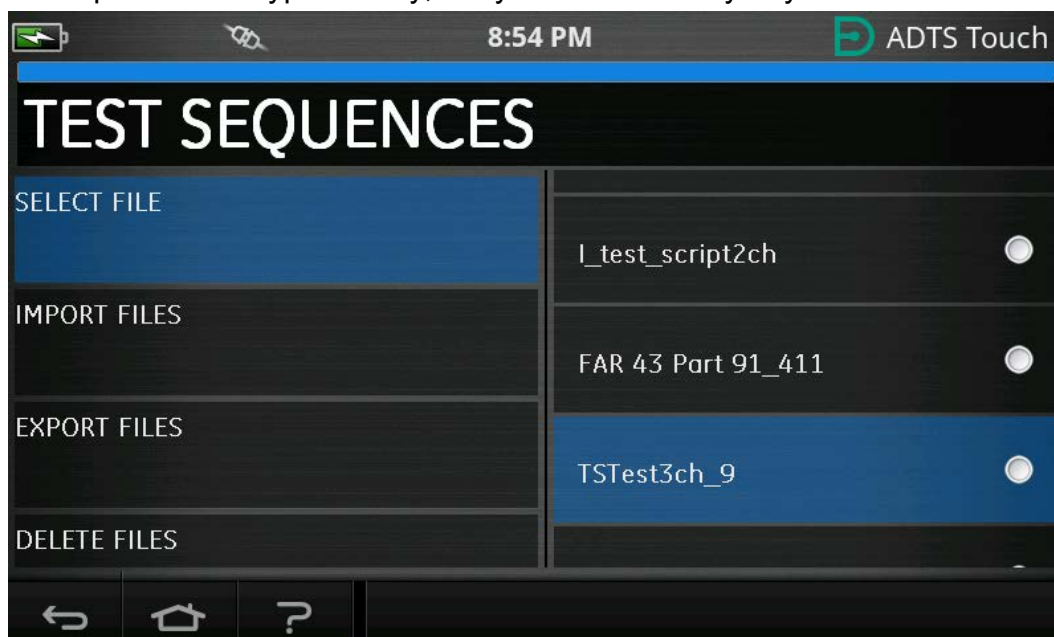 8:54 PM
ADTS Touch
TEST SEQUENCES
SELECT FILE
IMPORT FILES
EXPORT FILES
DELETE FILES
I_test_script2ch
FAR 43 Part 91_411
TSTest3ch_9
?